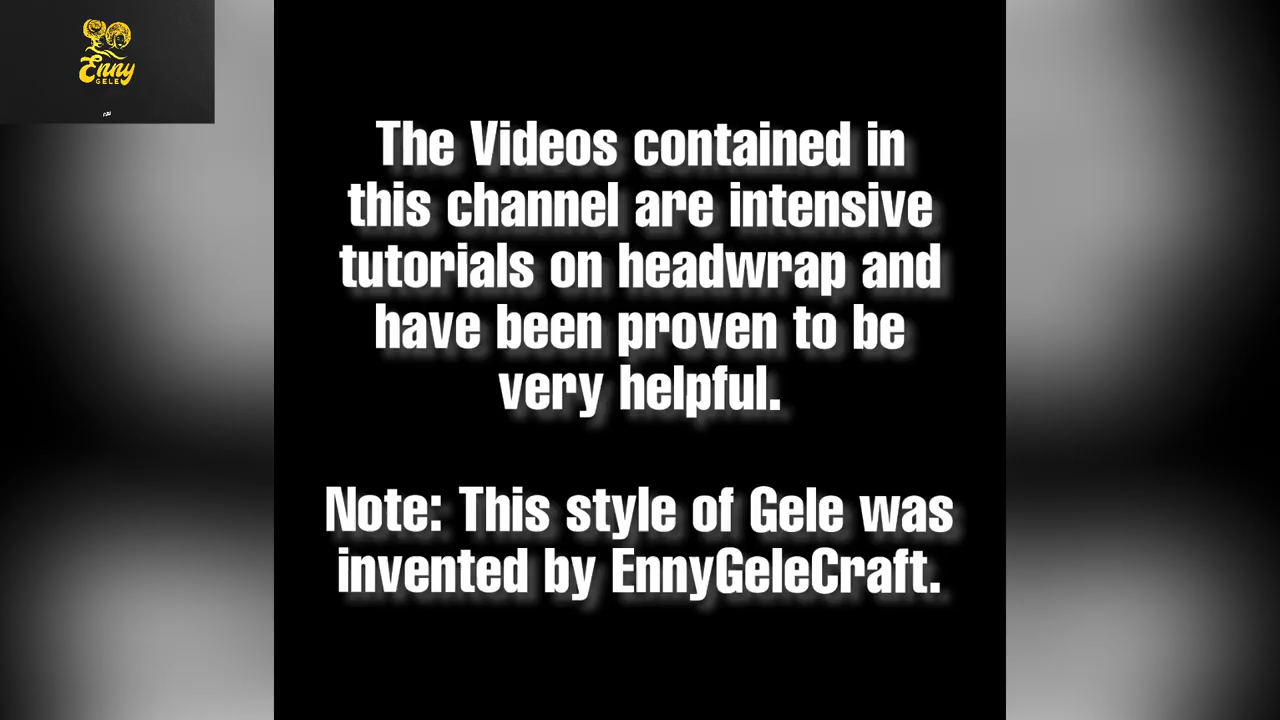 Enny
GELE
The Videos contained in
this channel are intensive
tutorials on headwrap and
have been proven to be
very helpful.
Note: This style of Gele was
invented by EnnyGeleCraft.